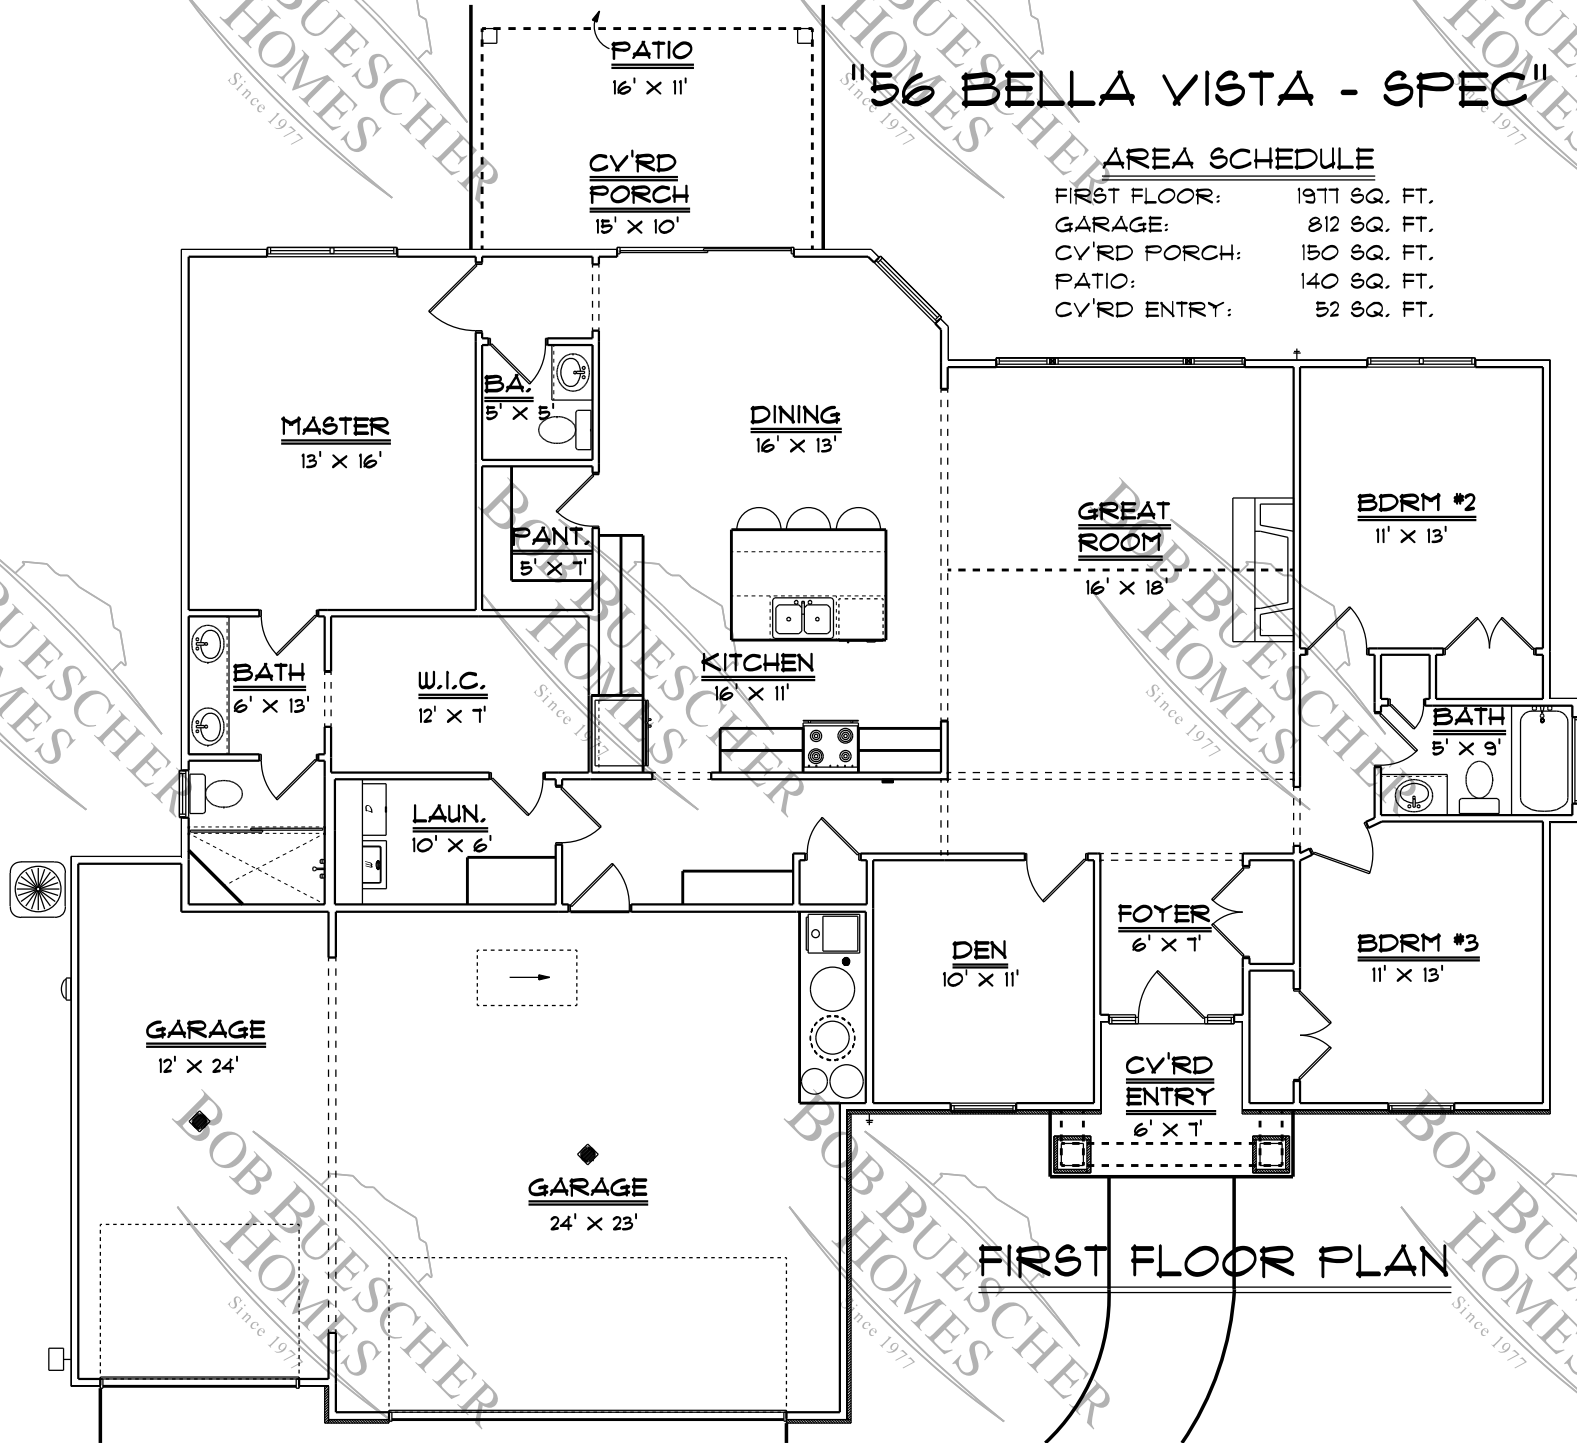 PATIO
16' X 11'
"56 BELLA VISTA - SPEC"
CV'RD
PORCH
15' X 10'
AREA SCHEDULE
FIRST FLOOR: 1977 SQ. FT.
GARAGE: 812 SQ. FT.
CV'RD PORCH: 150 SQ. FT.
PATIO: 140 SQ. FT.
CV'RD ENTRY: 52 SQ. FT.
MASTER
13' X 16'
BA.
5' X 5'
DINING
16' X 13'
PANT.
5' X 7'
GREAT
ROOM
16' X 18'
BDRM #2
11' X 13'
KITCHEN
16' X 11'
BATH
6' X 13'
W.I.C.
12' X 7'
BATH
5' X 9'
LAUN.
10' X 6'
FOYER
6' X 7'
DEN
10' X 11'
BDRM #3
11' X 13'
GARAGE
12' X 24'
GARAGE
24' X 23'
CV'RD
ENTRY
6' X 7'
FIRST FLOOR PLAN
BOB BUESCHER
HOMES
Since 1977